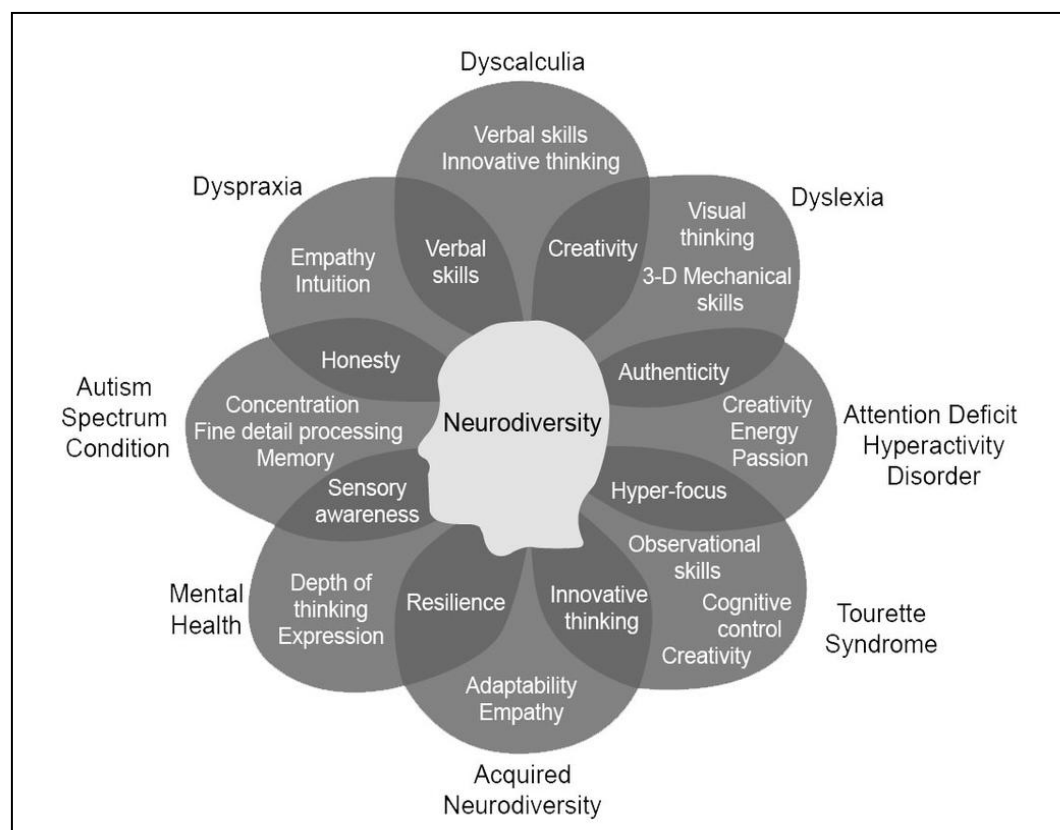 Dyscalculia
Verbal skills
Innovative thinking
Dyspraxia
Empathy
Intuition
Verbal
skills
Creativity
Dyslexia
Visual
thinking
3-D Mechanical
skills
Honesty
Authenticity
Autism
Spectrum
Condition
Concentration
Fine detail processing
Memory
Neurodiversity
Creativity
Energy
Passion
Attention Deficit
Hyperactivity
Disorder
Sensory
awareness
Hyper-focus
Mental
Health
Depth of
thinking
Expression
Resilience
Innovative
thinking
Observational
skills
Cognitive
control
Creativity
Tourette
Syndrome
Adaptability
Empathy
Acquired
Neurodiversity